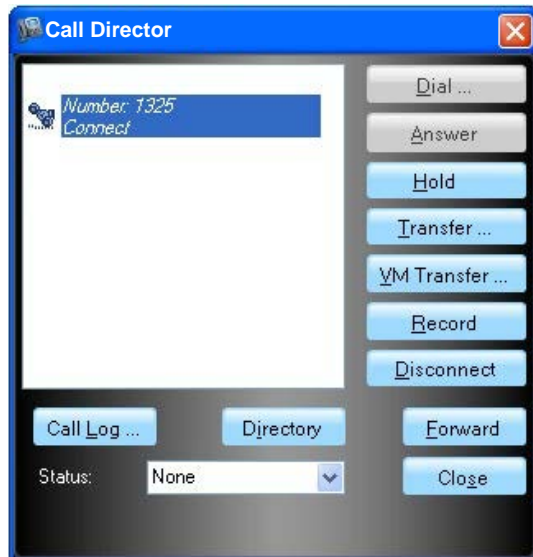 Call Director
Number: 1325
Connect
Dial ...
Answer
Hold
Transfer ...
VM Transfer ...
Record
Disconnect
Call Log ...
Directory
Forward
Status:
None
Close